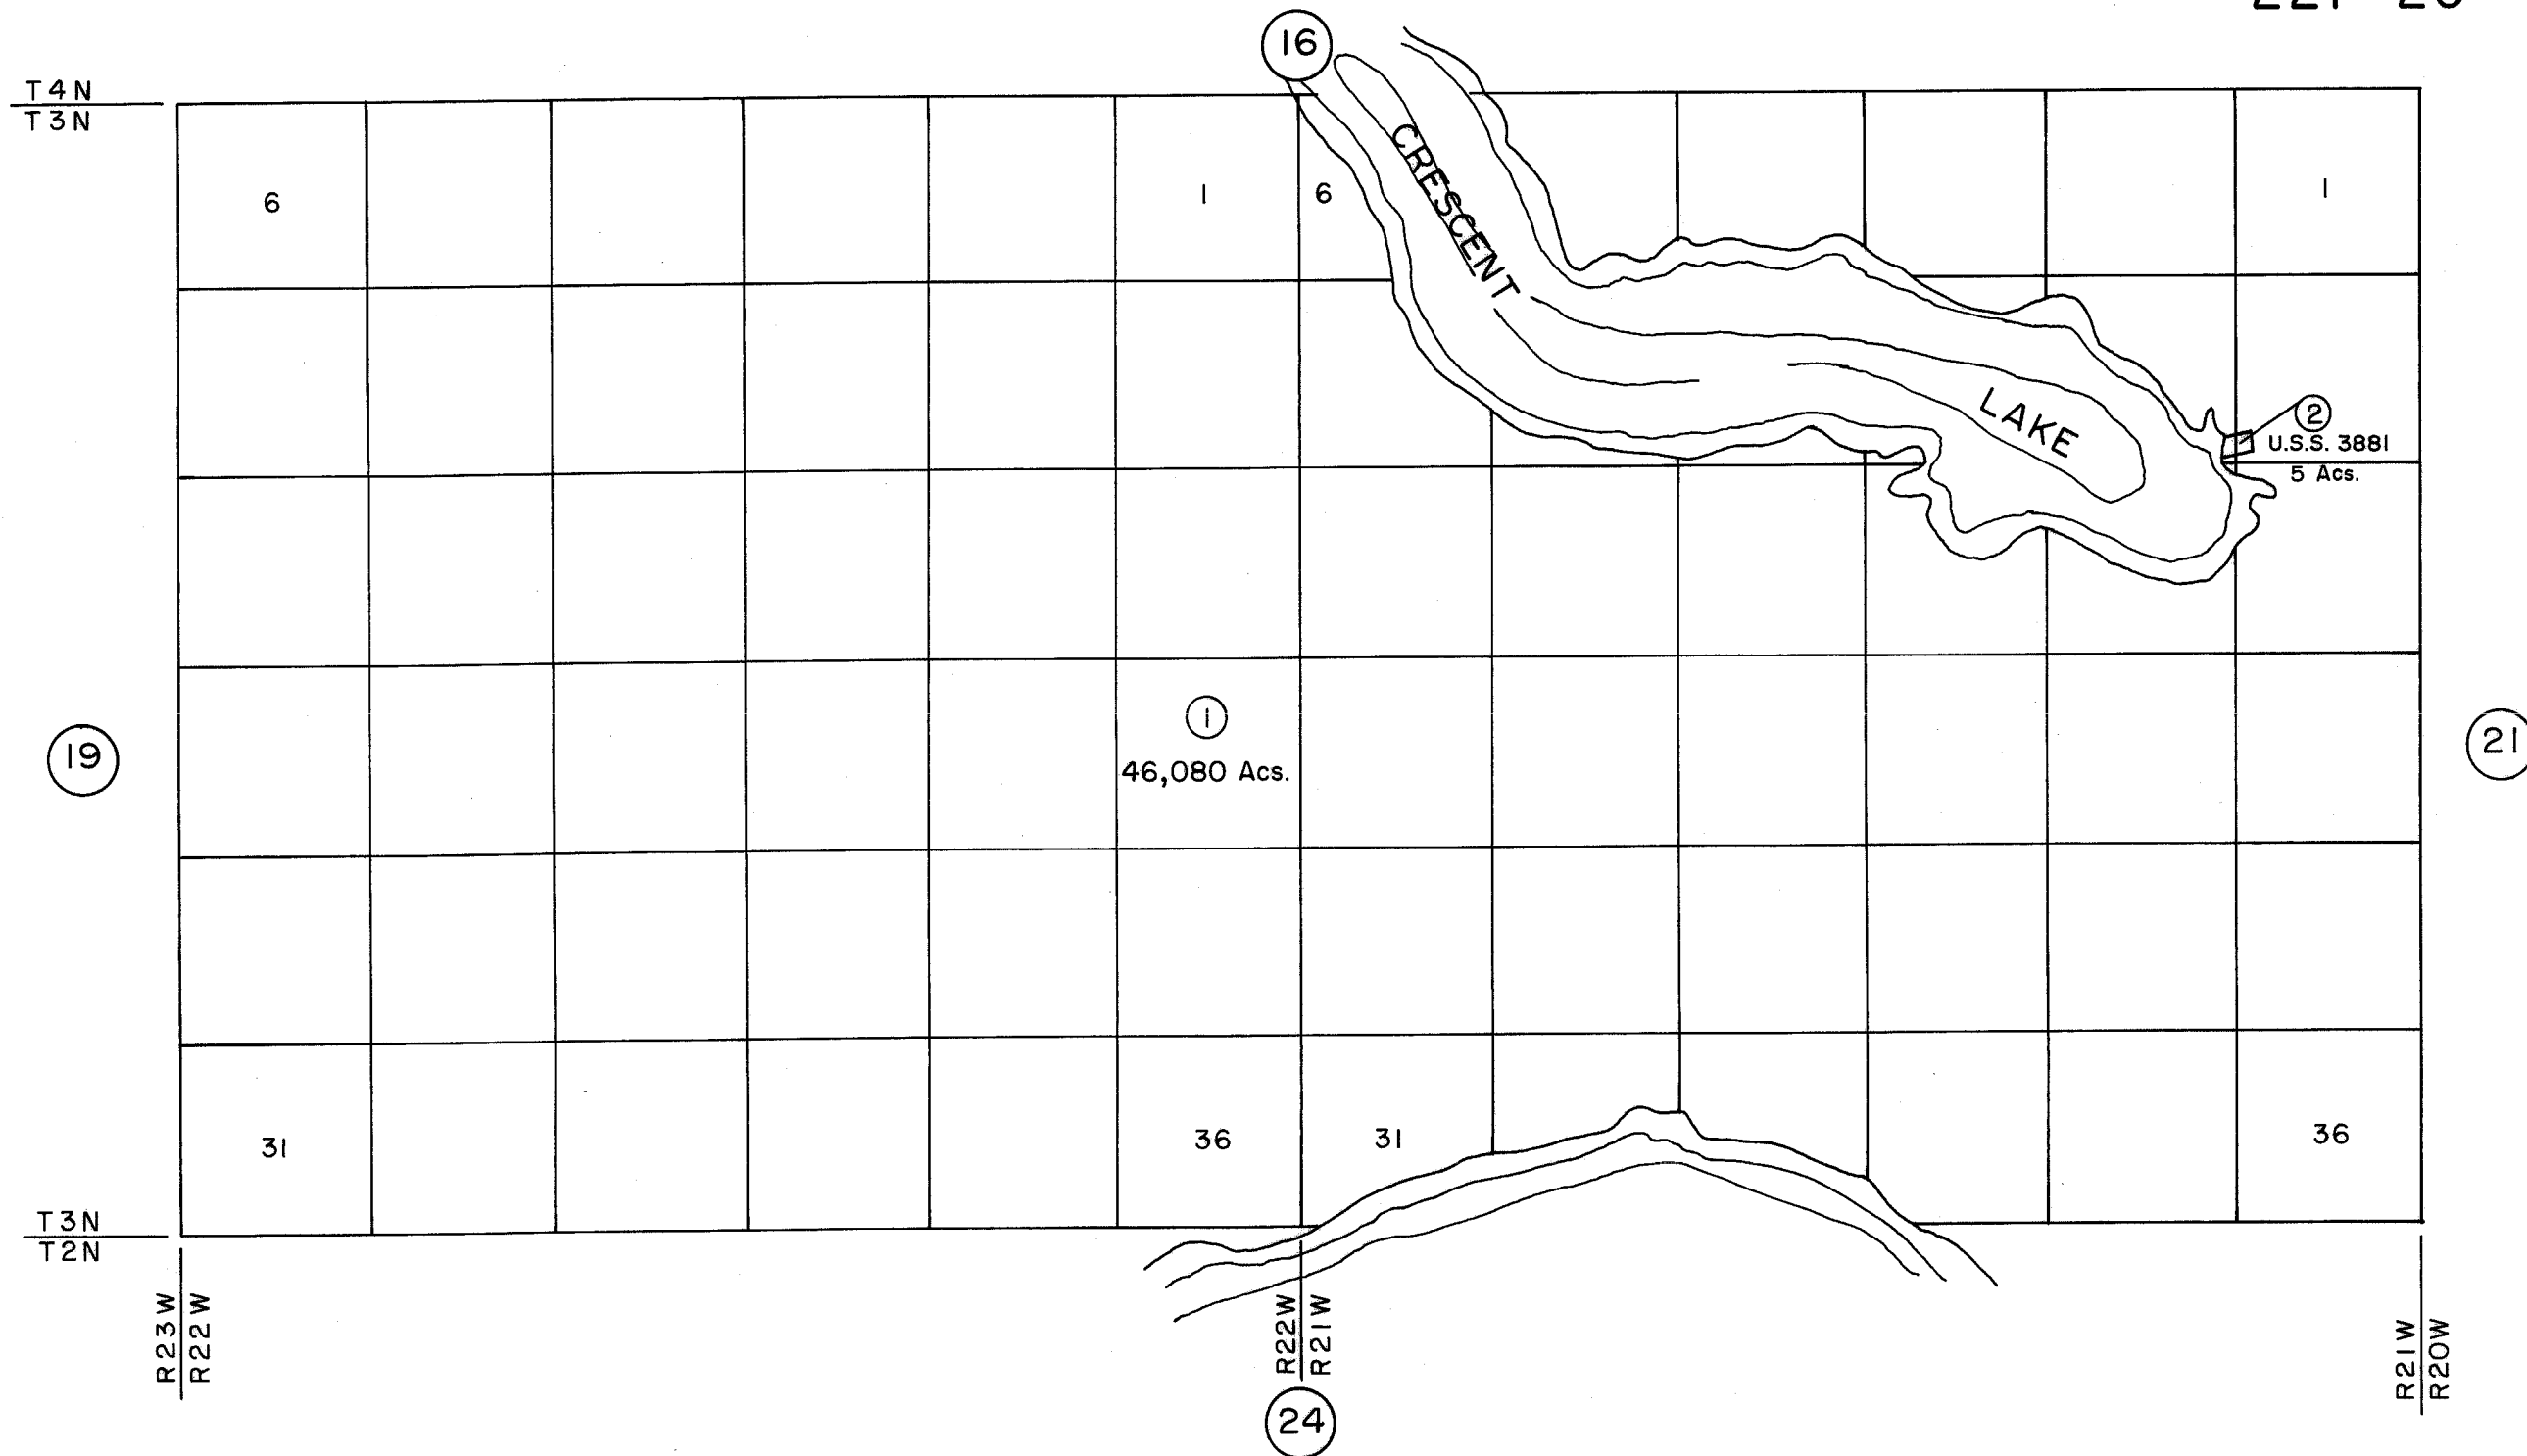 16
T4N
T3N
6
1
6
CRESCENT
1
LAKE
2
U.S.S. 3881
5 Acs.
19
1
46,080 Acs.
21
31
36
31
36
T3N
T2N
R23W
R22W
R22W
R21W
R21W
R20W
24